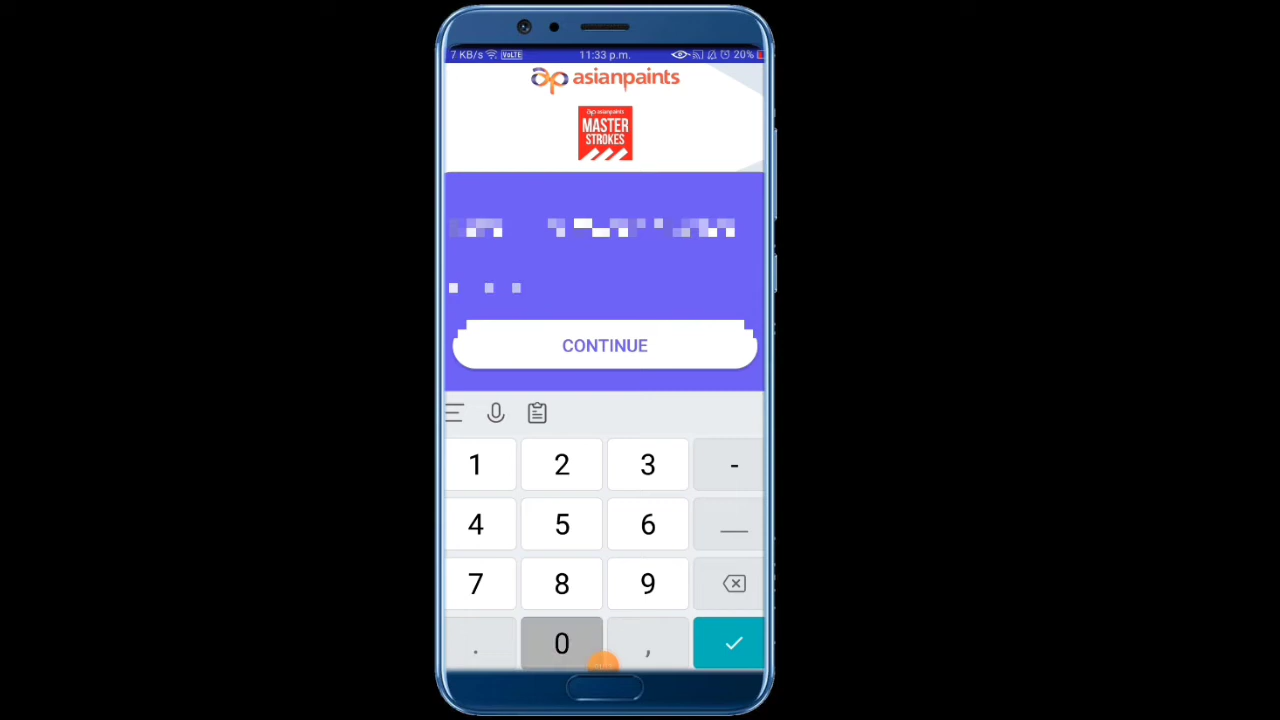 7 KB/s VoLTE 11:33 p.m. 20%
asianpaints
asianpaints
MASTER
STROKES
CONTINUE
1 2 3 -
4 5 6 _
7 8 9
. 0 ,